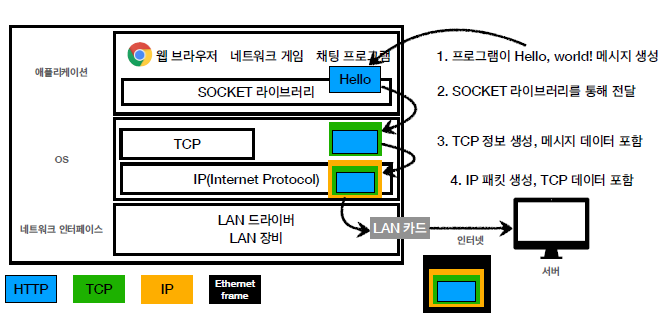 애플리케이션
웹 브라우저 네트워크 게임 채팅 프로그램
Hello
SOCKET 라이브러리
OS
TCP
IP(Internet Protocol)
네트워크 인터페이스
LAN 드라이버
LAN 장비
LAN 카드
1. 프로그램이 Hello, world! 메시지 생성
2. SOCKET 라이브러리를 통해 전달
3. TCP 정보 생성, 메시지 데이터 포함
4. IP 패킷 생성, TCP 데이터 포함
인터넷
서버
HTTP
TCP
IP
Ethernet
frame